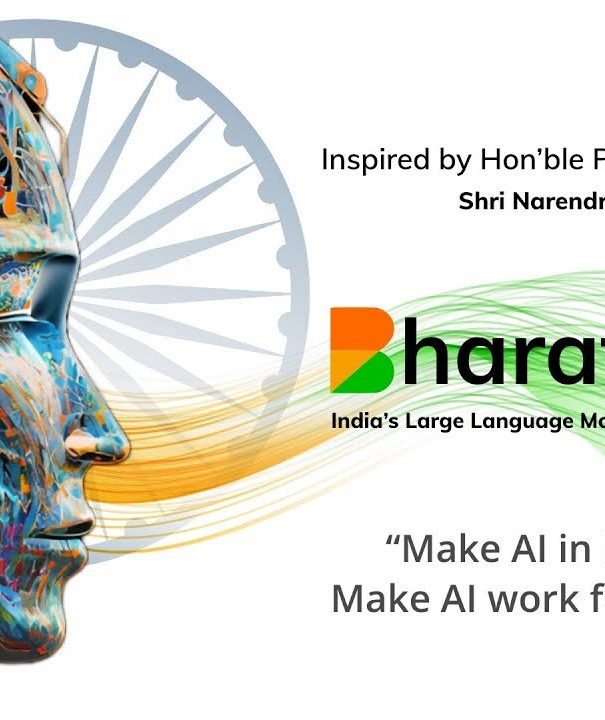 Inspired by Hon'ble P
Shri Narendr
Bharat
India's Large Language Mo
“Make AI in
Make AI work f